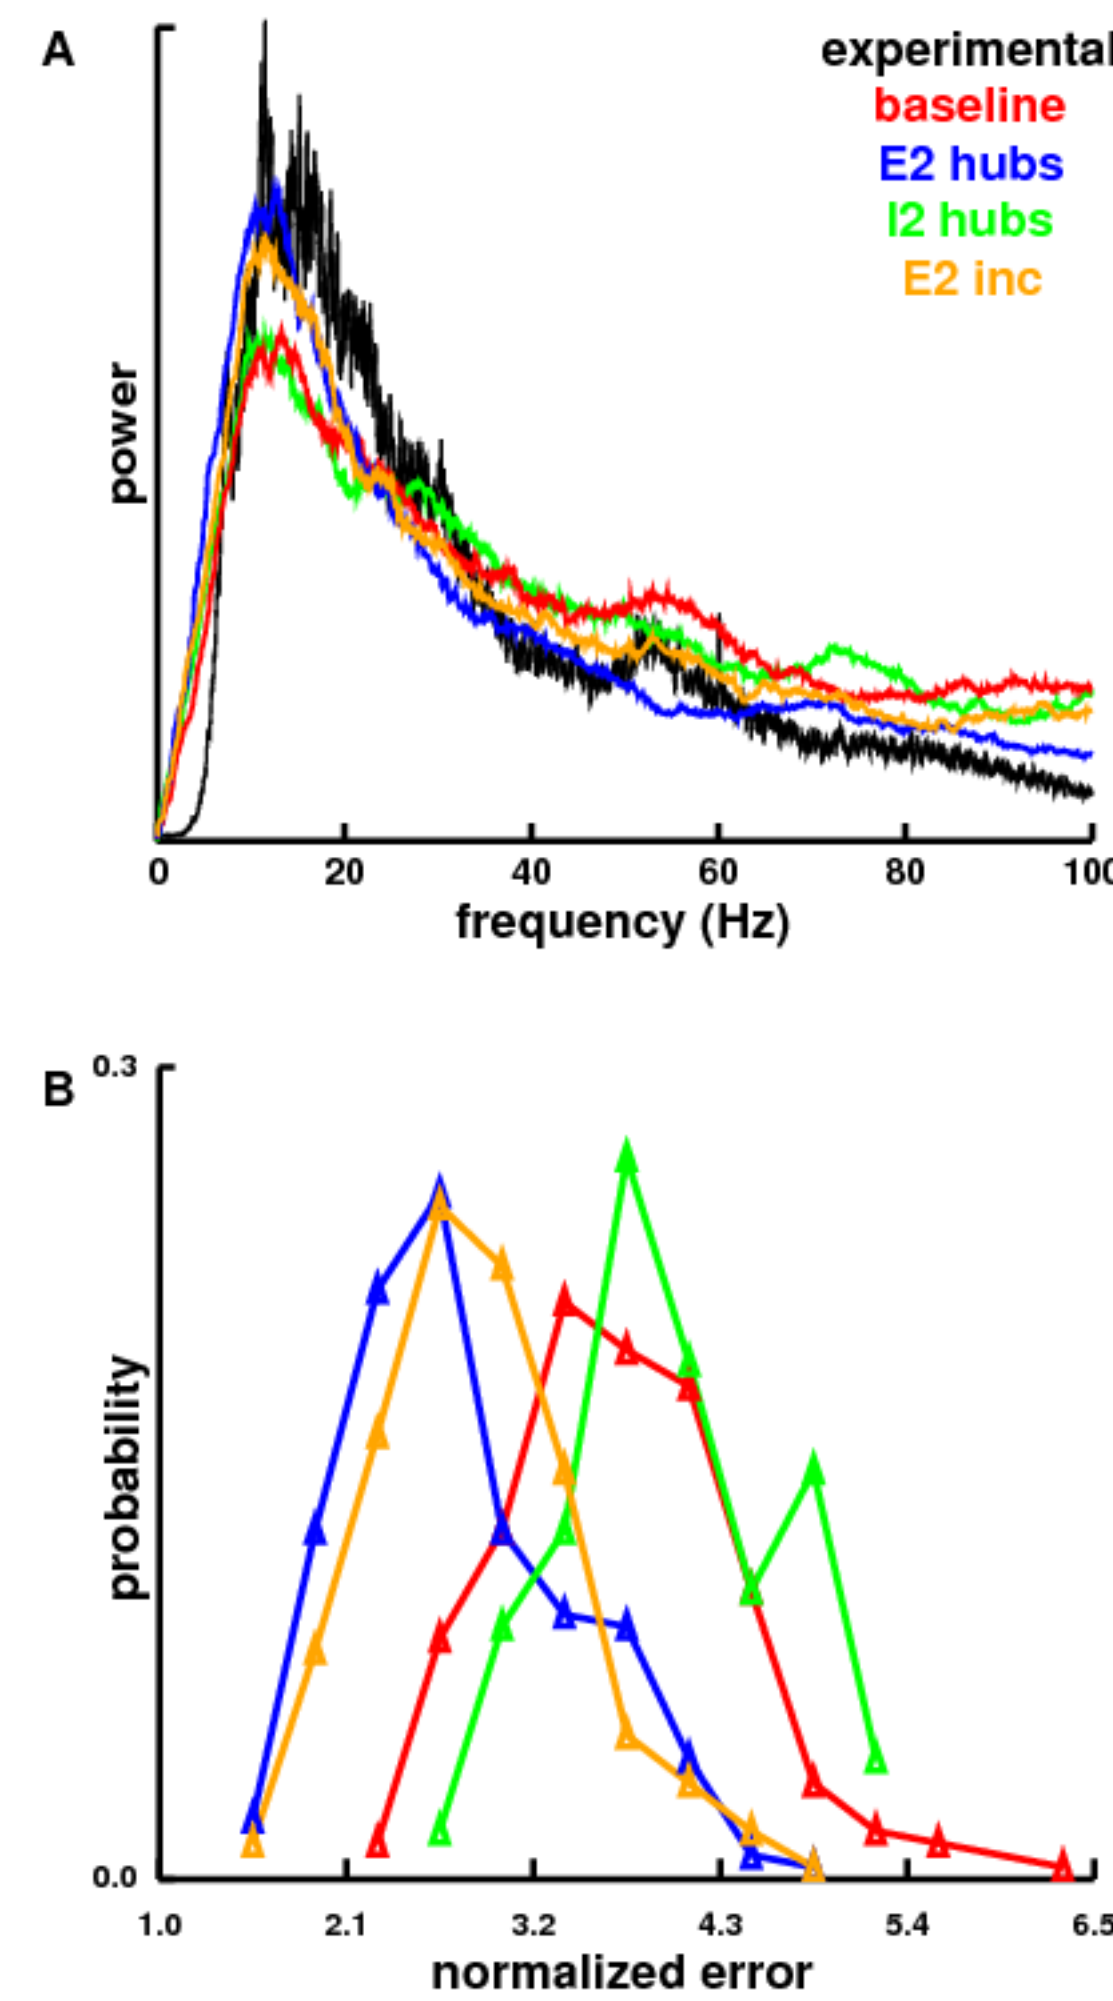 A
experimental
baseline
E2 hubs
I2 hubs
E2 inc
power
0 20 40 60 80 100
frequency (Hz)
B
0.3
probability
0.0
1.0 2.1 3.2 4.3 5.4 6.5
normalized error